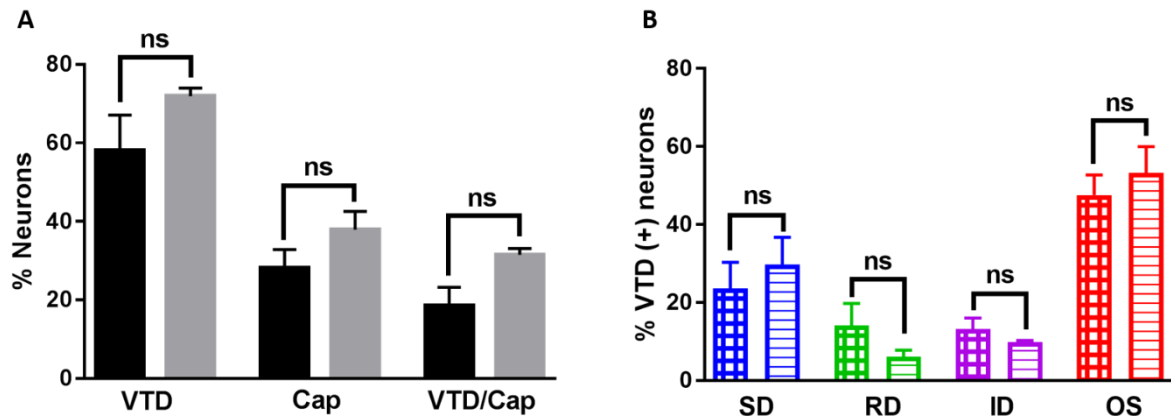 A
% Neurons
80
60
40
20
0
ns
ns
ns
VTD
Cap
VTD/Cap
B
% VTD (+) neurons
80
60
40
20
0
ns
ns
ns
ns
SD
RD
ID
OS